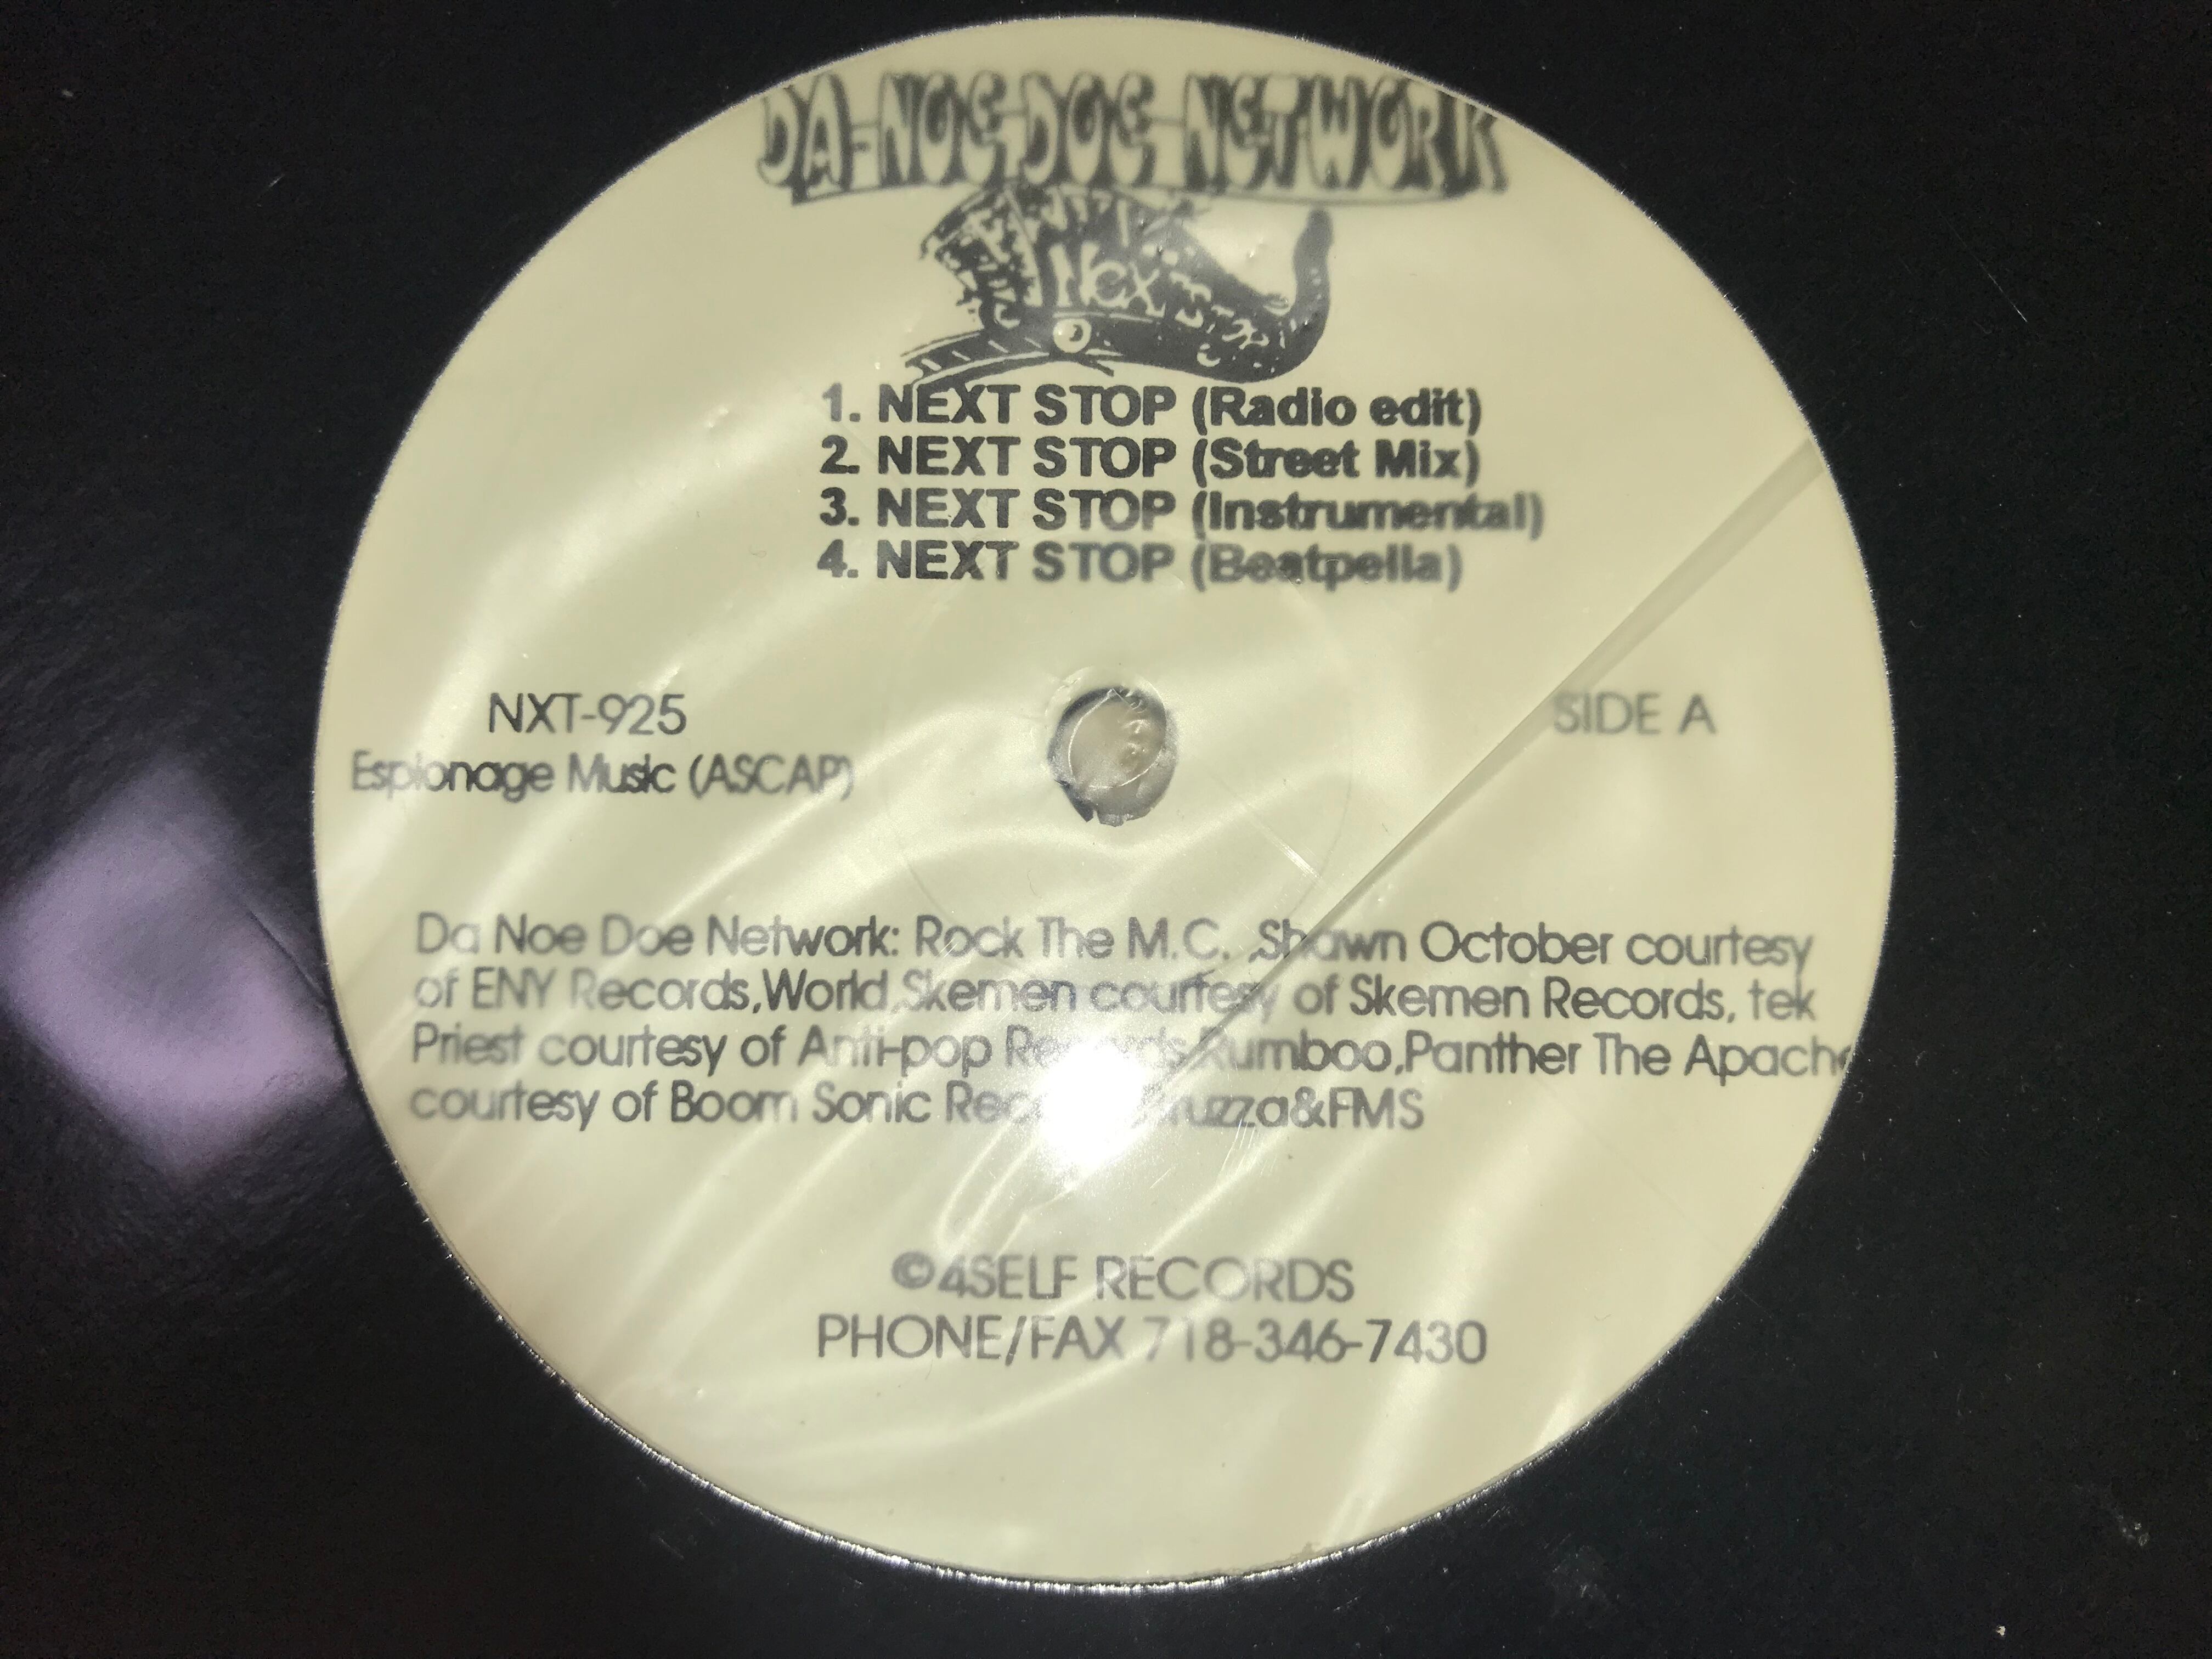 DA-NOE-DOE NETWORK
NEXT STOP
1. NEXT STOP (Radio edit)
2. NEXT STOP (Street Mix)
3. NEXT STOP (Instrumental)
4. NEXT STOP (Beatpella)
NXT-925
SIDE A
Espionage Music (ASCAP)
Da Noe Doe Network: Rock The M.C. ,Shawn October courtesy
of ENY Records,World,Skemen courtesy of Skemen Records, tek
Priest courtesy of Anti-pop Records,Rumboo,Panther The Apache
courtesy of Boom Sonic
©4SELF RECORDS
PHONE/FAX 718-346-7430